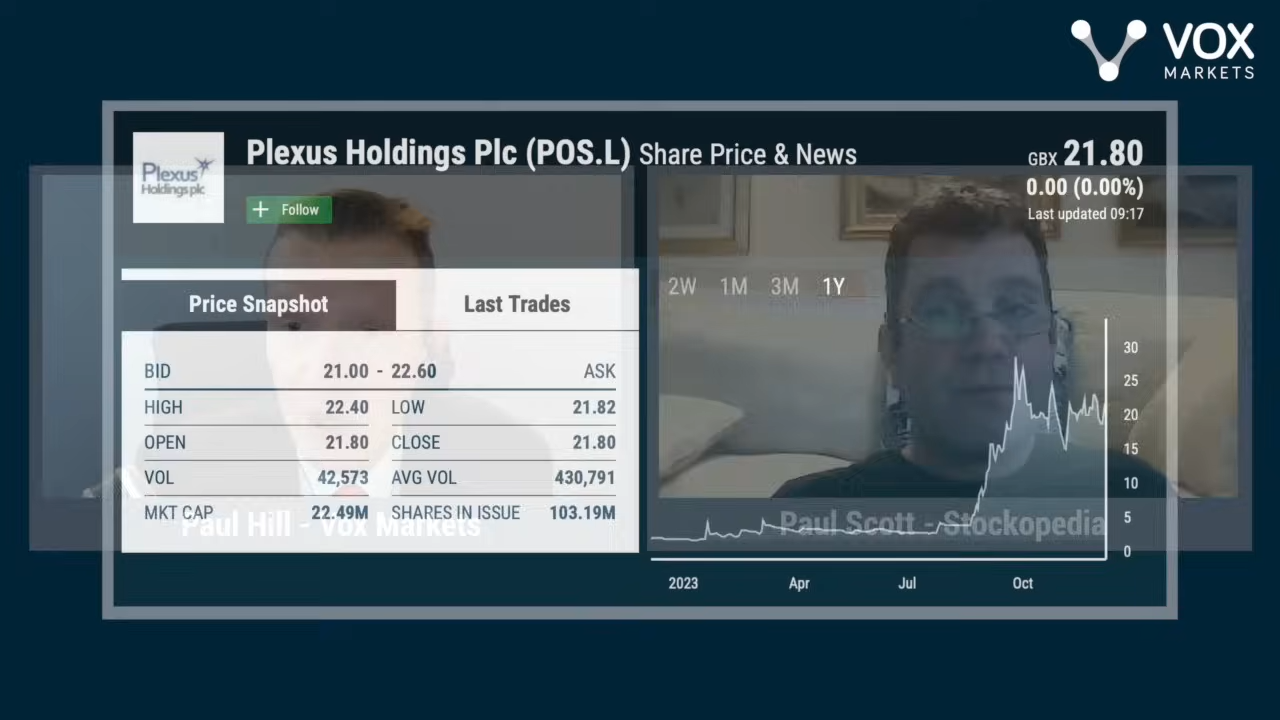 VOX
MARKETS
Plexus
Holdings plc
Plexus Holdings Plc (POS.L) Share Price & News
GBX 21.80
0.00 (0.00%)
Last updated 09:17
+ Follow
Price Snapshot
Last Trades
2W 1M 3M 1Y
BID 21.00 - 22.60 ASK
HIGH 22.40 LOW 21.82
OPEN 21.80 CLOSE 21.80
VOL 42,573 AVG VOL 430,791
MKT CAP 22.49M SHARES IN ISSUE 103.19M
Paul Hill - Vox Markets
Paul Scott - Stockopedia
30
25
20
15
10
5
0
2023 Apr Jul Oct